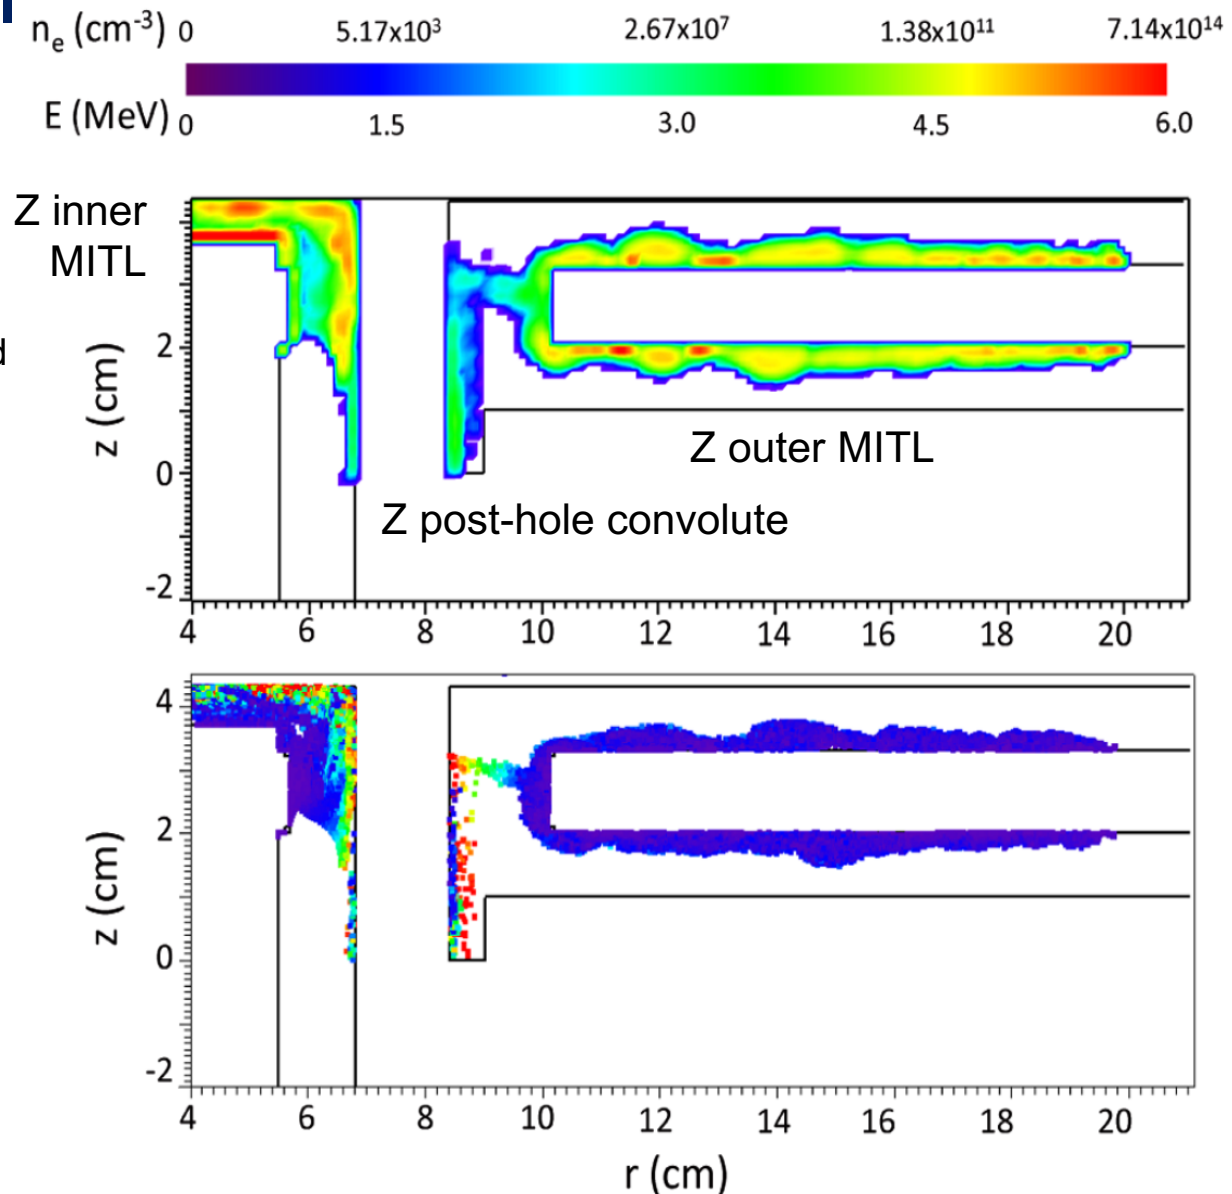 nₑ (cm⁻³) 0 5.17x10³ 2.67x10⁷ 1.38x10¹¹ 7.14x10¹⁴
E (MeV) 0 1.5 3.0 4.5 6.0
Z inner
MITL
d
z (cm)
2
0
-2
Z outer MITL
Z post-hole convolute
4 6 8 10 12 14 16 18 20
z (cm)
4
2
0
-2
4 6 8 10 12 14 16 18 20
r (cm)